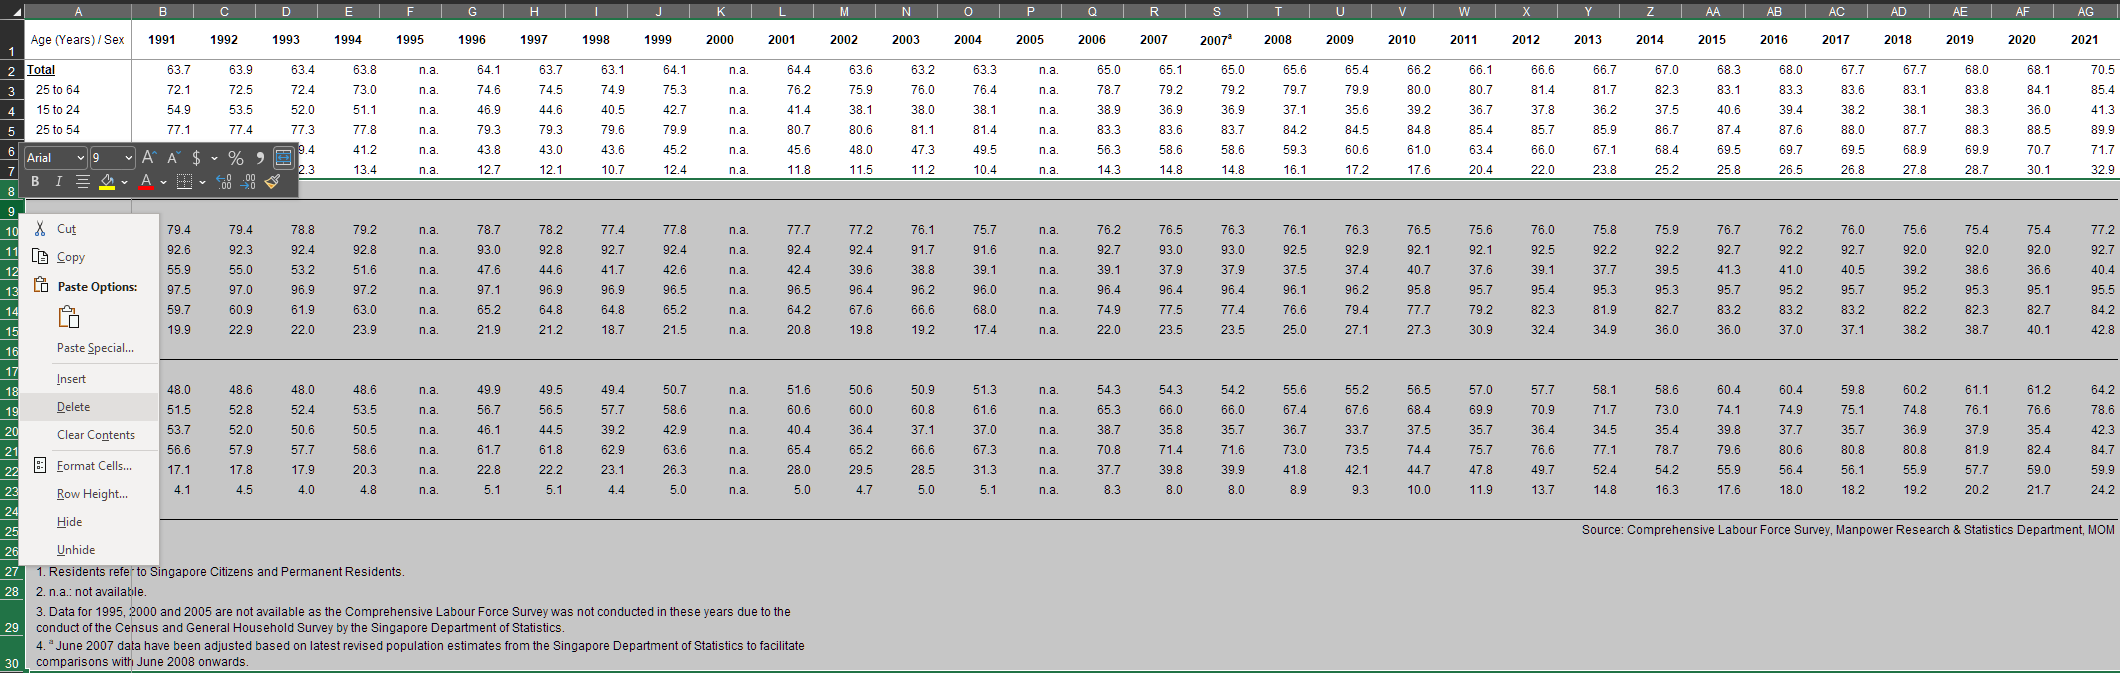 A B C D E F G H I J K L M N O P Q R S T U V W X Y Z AA AB AC AD AE AF AG
1 Age (Years) / Sex 1991 1992 1993 1994 1995 1996 1997 1998 1999 2000 2001 2002 2003 2004 2005 2006 2007 2007ª 2008 2009 2010 2011 2012 2013 2014 2015 2016 2017 2018 2019 2020 2021
2 Total 63.7 63.9 63.4 63.8 n.a. 64.1 63.7 63.1 64.1 n.a. 64.4 63.6 63.2 63.3 n.a. 65.0 65.1 65.0 65.6 65.4 66.2 66.1 66.6 66.7 67.0 68.3 68.0 67.7 67.7 68.0 68.1 70.5
3 25 to 64 72.1 72.5 72.4 73.0 n.a. 74.6 74.5 74.9 75.3 n.a. 76.2 75.9 76.0 76.4 n.a. 78.7 79.2 79.2 79.7 79.9 80.0 80.7 81.4 81.7 82.3 83.1 83.3 83.6 83.1 83.8 84.1 85.4
4 15 to 24 54.9 53.5 52.0 51.1 n.a. 46.9 44.6 40.5 42.7 n.a. 41.4 38.1 38.0 38.1 n.a. 38.9 36.9 36.9 37.1 35.6 39.2 36.7 37.8 36.2 37.5 40.6 39.4 38.2 38.1 38.3 36.0 41.3
5 25 to 54 77.1 77.4 77.3 77.8 n.a. 79.3 79.3 79.6 79.9 n.a. 80.7 80.6 81.1 81.4 n.a. 83.3 83.6 83.7 84.2 84.5 84.8 85.4 85.7 85.9 86.7 87.4 87.6 88.0 87.7 88.3 88.5 89.9
6 9.4 41.2 n.a. 43.8 43.0 43.6 45.2 n.a. 45.6 48.0 47.3 49.5 n.a. 56.3 58.6 58.6 59.3 60.6 61.0 63.4 66.0 67.1 68.4 69.5 69.7 69.5 68.9 69.9 70.7 71.7
Arial 9 A A $ % ,
7 2.3 13.4 n.a. 12.7 12.1 10.7 12.4 n.a. 11.8 11.5 11.2 10.4 n.a. 14.3 14.8 14.8 16.1 17.2 17.6 20.4 22.0 23.8 25.2 25.8 26.5 26.8 27.8 28.7 30.1 32.9
B I A
8
9
10 79.4 79.4 78.8 79.2 n.a. 78.7 78.2 77.4 77.8 n.a. 77.7 77.2 76.1 75.7 n.a. 76.2 76.5 76.3 76.1 76.3 76.5 75.6 76.0 75.8 75.9 76.7 76.2 76.0 75.6 75.4 75.4 77.2
11 92.6 92.3 92.4 92.8 n.a. 93.0 92.8 92.7 92.4 n.a. 92.4 92.4 91.7 91.6 n.a. 92.7 93.0 93.0 92.5 92.9 92.1 92.1 92.5 92.2 92.2 92.7 92.2 92.7 92.0 92.0 92.0 92.7
12 55.9 55.0 53.2 51.6 n.a. 47.6 44.6 41.7 42.6 n.a. 42.4 39.6 38.8 39.1 n.a. 39.1 37.9 37.9 37.5 37.4 40.7 37.6 39.1 37.7 39.5 41.3 41.0 40.5 39.2 38.6 36.6 40.4
13 97.5 97.0 96.9 97.2 n.a. 97.1 96.9 96.9 96.5 n.a. 96.5 96.4 96.2 96.0 n.a. 96.4 96.4 96.4 96.1 96.2 95.8 95.7 95.4 95.3 95.3 95.7 95.2 95.7 95.2 95.3 95.1 95.5
14 59.7 60.9 61.9 63.0 n.a. 65.2 64.8 64.8 65.2 n.a. 64.2 67.6 66.6 68.0 n.a. 74.9 77.5 77.4 76.6 79.4 77.7 79.2 82.3 81.9 82.7 83.2 83.2 83.2 82.2 82.3 82.7 84.2
15 19.9 22.9 22.0 23.9 n.a. 21.9 21.2 18.7 21.5 n.a. 20.8 19.8 19.2 17.4 n.a. 22.0 23.5 23.5 25.0 27.1 27.3 30.9 32.4 34.9 36.0 36.0 37.0 37.1 38.2 38.7 40.1 42.8
16
17
18 48.0 48.6 48.0 48.6 n.a. 49.9 49.5 49.4 50.7 n.a. 51.6 50.6 50.9 51.3 n.a. 54.3 54.3 54.2 55.6 55.2 56.5 57.0 57.7 58.1 58.6 60.4 60.4 59.8 60.2 61.1 61.2 64.2
19 51.5 52.8 52.4 53.5 n.a. 56.7 56.5 57.7 58.6 n.a. 60.6 60.0 60.8 61.6 n.a. 65.3 66.0 66.0 67.4 67.6 68.4 69.9 70.9 71.7 73.0 74.1 74.9 75.1 74.8 76.1 76.6 78.6
20 53.7 52.0 50.6 50.5 n.a. 46.1 44.5 39.2 42.9 n.a. 40.4 36.4 37.1 37.0 n.a. 38.7 35.8 35.7 36.7 33.7 37.5 35.7 36.4 34.5 35.4 39.8 37.7 35.7 36.9 37.9 35.4 42.3
21 56.6 57.9 57.7 58.6 n.a. 61.7 61.8 62.9 63.6 n.a. 65.4 65.2 66.6 67.3 n.a. 70.8 71.4 71.6 73.0 73.5 74.4 75.7 76.6 77.1 78.7 79.6 80.6 80.8 80.8 81.9 82.4 84.7
22 17.1 17.8 17.9 20.3 n.a. 22.8 22.2 23.1 26.3 n.a. 28.0 29.5 28.5 31.3 n.a. 37.7 39.8 39.9 41.8 42.1 44.7 47.8 49.7 52.4 54.2 55.9 56.4 56.1 55.9 57.7 59.0 59.9
23 4.1 4.5 4.0 4.8 n.a. 5.1 5.1 4.4 5.0 n.a. 5.0 4.7 5.0 5.1 n.a. 8.3 8.0 8.0 8.9 9.3 10.0 11.9 13.7 14.8 16.3 17.6 18.0 18.2 19.2 20.2 21.7 24.2
24
25 Source: Comprehensive Labour Force Survey, Manpower Research & Statistics Department, MOM
26
Cut
Copy
Paste Options:
Paste Special...
Insert
Delete
Clear Contents
Format Cells...
Row Height...
Hide
Unhide
27 1. Residents refer to Singapore Citizens and Permanent Residents.
28 2. n.a.: not available.
3. Data for 1995, 2000 and 2005 are not available as the Comprehensive Labour Force Survey was not conducted in these years due to the
29 conduct of the Census and General Household Survey by the Singapore Department of Statistics.
4. ª June 2007 data have been adjusted based on latest revised population estimates from the Singapore Department of Statistics to facilitate
30 comparisons with June 2008 onwards.